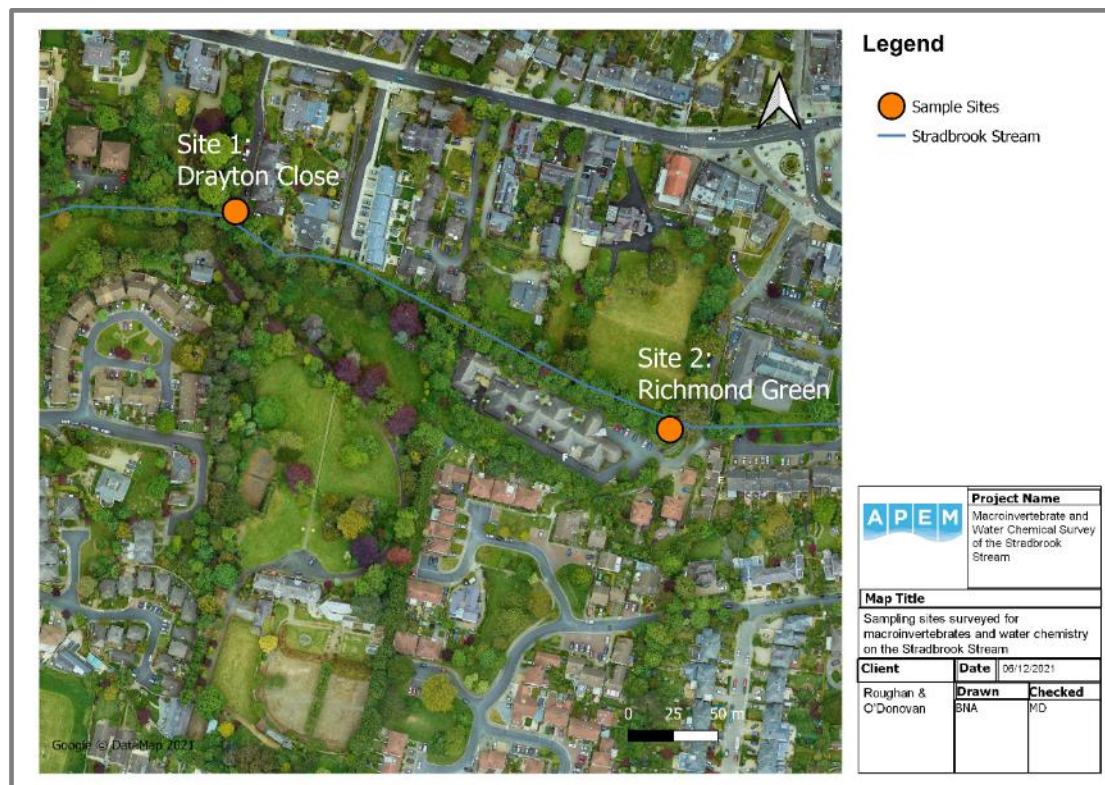 Site 1:
Drayton Close
Site 2:
Richmond Green
F
E
0 25 50 m
Google © DataMap 2021
Legend
Sample Sites
Stradbrook Stream
APEM
Project Name
Macroinvertebrate and
Water Chemical Survey
of the Stradbrook
Stream
Map Title
Sampling sites surveyed for
macroinvertebrates and water chemistry
on the Stradbrook Stream
Client Date 06/12/2021
Roughan & Drawn Checked
O'Donovan BNA MD